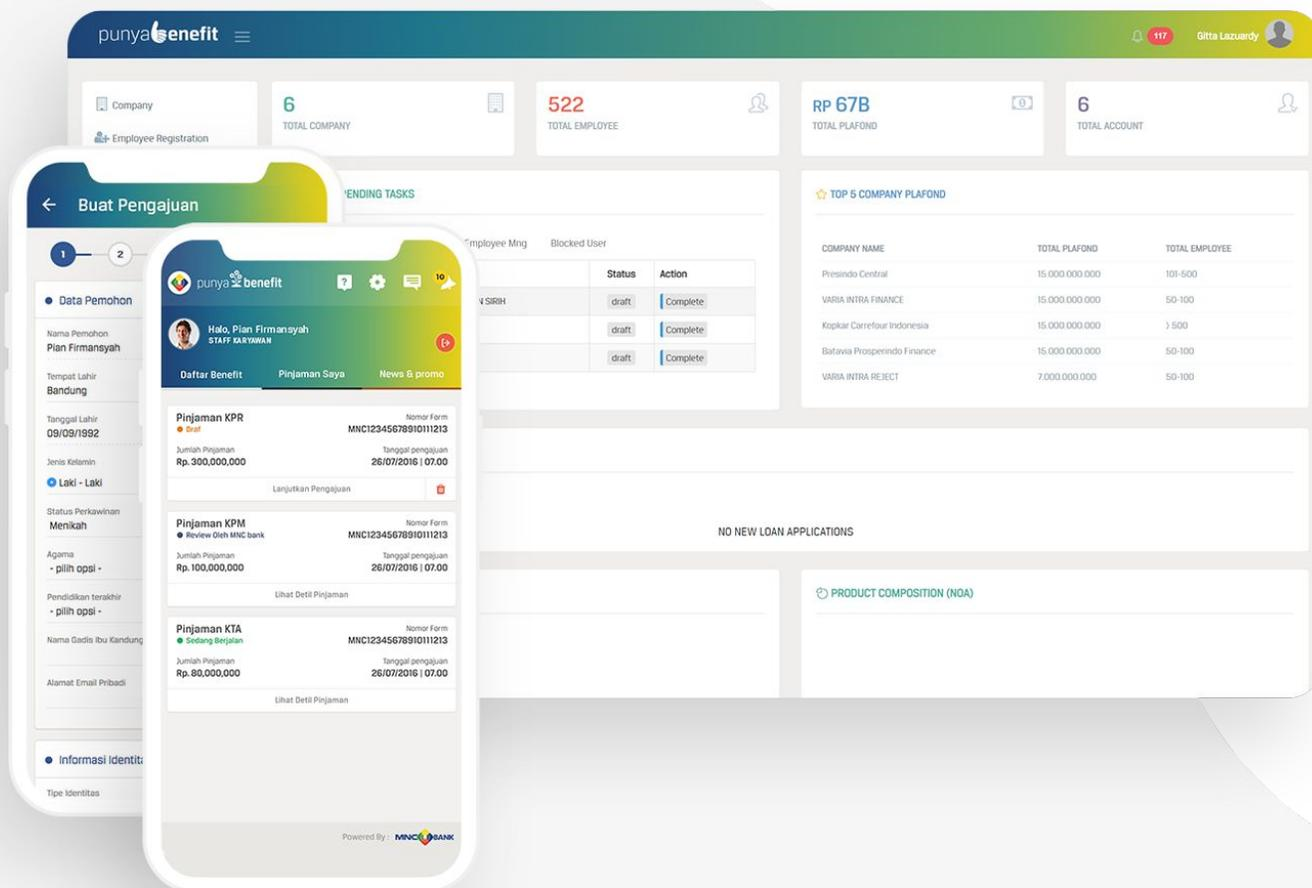 punya benefit
117
Gitta Lazuardy
Company
Employee Registration
6
TOTAL COMPANY
522
TOTAL EMPLOYEE
RP 67B
TOTAL PLAFOND
6
TOTAL ACCOUNT
PENDING TASKS
Employee Mng
Blocked User
Status
Action
N SIRIH
draft
Complete
draft
Complete
draft
Complete
TOP 5 COMPANY PLAFOND
COMPANY NAME TOTAL PLAFOND TOTAL EMPLOYEE
Presindo Central 15.000.000.000 101-500
VARIA INTRA FINANCE 15.000.000.000 50-100
Kopkar Carrefour Indonesia 15.000.000.000 > 500
Batavia Prosperindo Finance 15.000.000.000 50-100
VARIA INTRA REJECT 7.000.000.000 50-100
NO NEW LOAN APPLICATIONS
PRODUCT COMPOSITION (NOA)
Buat Pengajuan
1
2
Data Pemohon
Nama Pemohon
Pian Firmansyah
Tempat Lahir
Bandung
Tanggal Lahir
09/09/1992
Jenis Kelamin
Laki - Laki
Status Perkawinan
Menikah
Agama
- pilih opsi -
Pendidikan terakhir
- pilih opsi -
Nama Gadis Ibu Kandung
Alamat Email Pribadi
Informasi Identita
Tipe Identitas
punya benefit
?
10
Halo, Pian Firmansyah
STAFF KARYAWAN
Daftar Benefit
Pinjaman Saya
News & promo
Pinjaman KPR
Nomor Form
Draf
MNC12345678910111213
Jumlah Pinjaman
Tanggal pengajuan
Rp. 300,000,000
26/07/2016 | 07.00
Lanjutkan Pengajuan
Pinjaman KPM
Nomor Form
Review Oleh MNC bank
MNC12345678910111213
Jumlah Pinjaman
Tanggal pengajuan
Rp. 100,000,000
26/07/2016 | 07.00
Lihat Detil Pinjaman
Pinjaman KTA
Nomor Form
Sedang Berjalan
MNC12345678910111213
Jumlah Pinjaman
Tanggal pengajuan
Rp. 80,000,000
26/07/2016 | 07.00
Lihat Detil Pinjaman
Powered By : MNC BANK